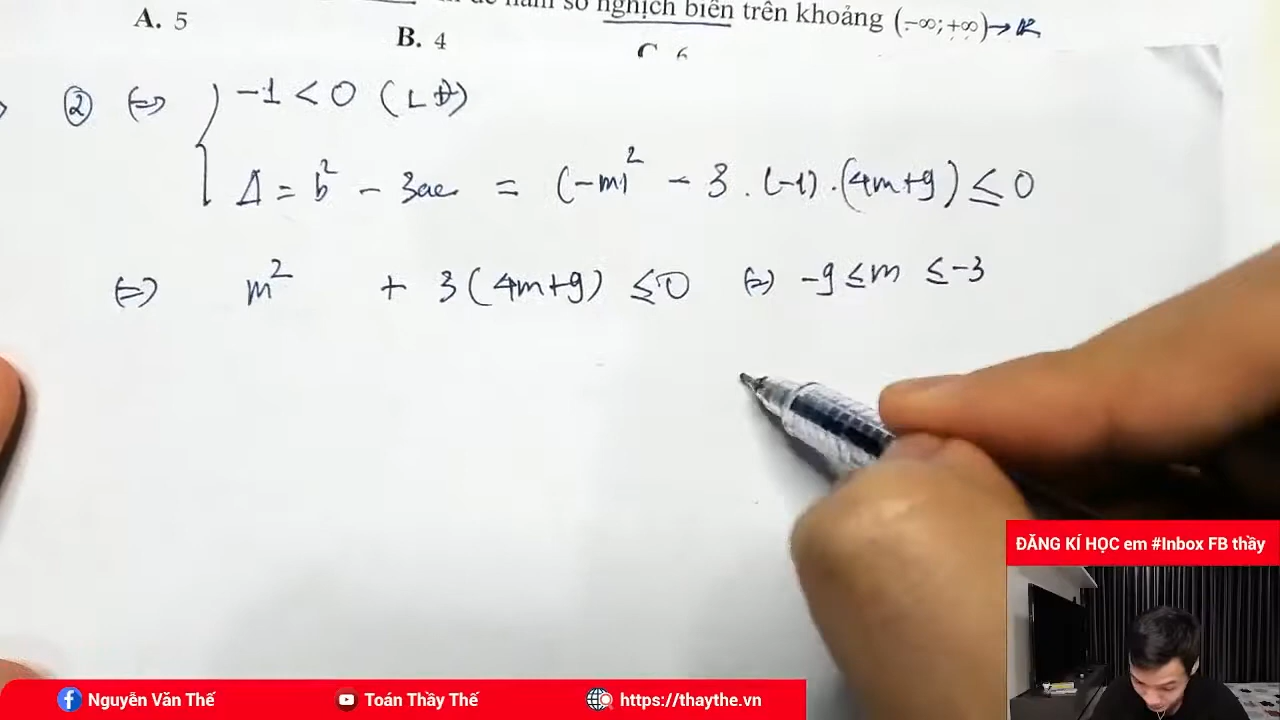 số nghịch biến trên khoảng (-∞;+∞) → R
A. 5
B. 4
② ⇔ { -1 < 0 (LĐ)
Δ = b² - 3ac = (-m)² - 3 . (-1) . (4m+9) ≤ 0
⇔ m² + 3(4m+9) ≤ 0 ⇔ -9 ≤ m ≤ -3
ĐĂNG KÍ HỌC em #Inbox FB thầy
Nguyễn Văn Thế
Toán Thầy Thế
https://thaythe.vn